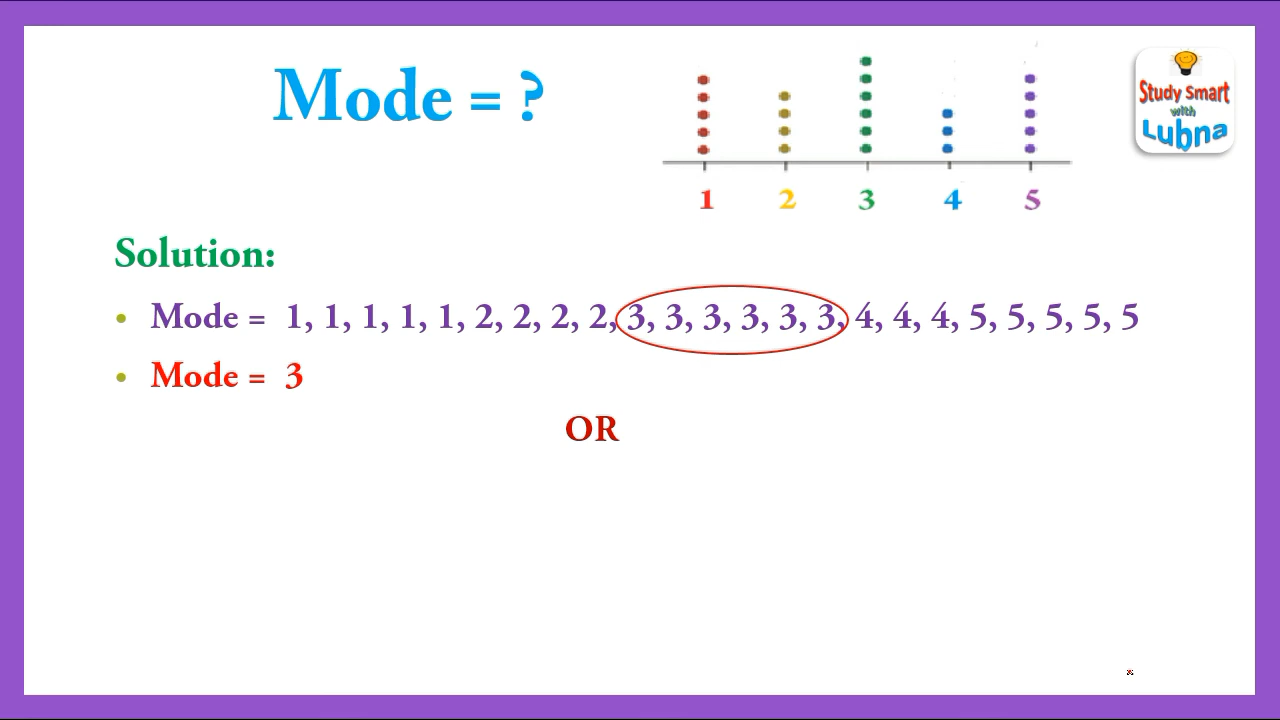 Mode = ?
Study Smart
with
Lubna
1 2 3 4 5
Solution:
• Mode = 1, 1, 1, 1, 1, 2, 2, 2, 2, 3, 3, 3, 3, 3, 3, 4, 4, 4, 5, 5, 5, 5, 5
• Mode = 3
OR